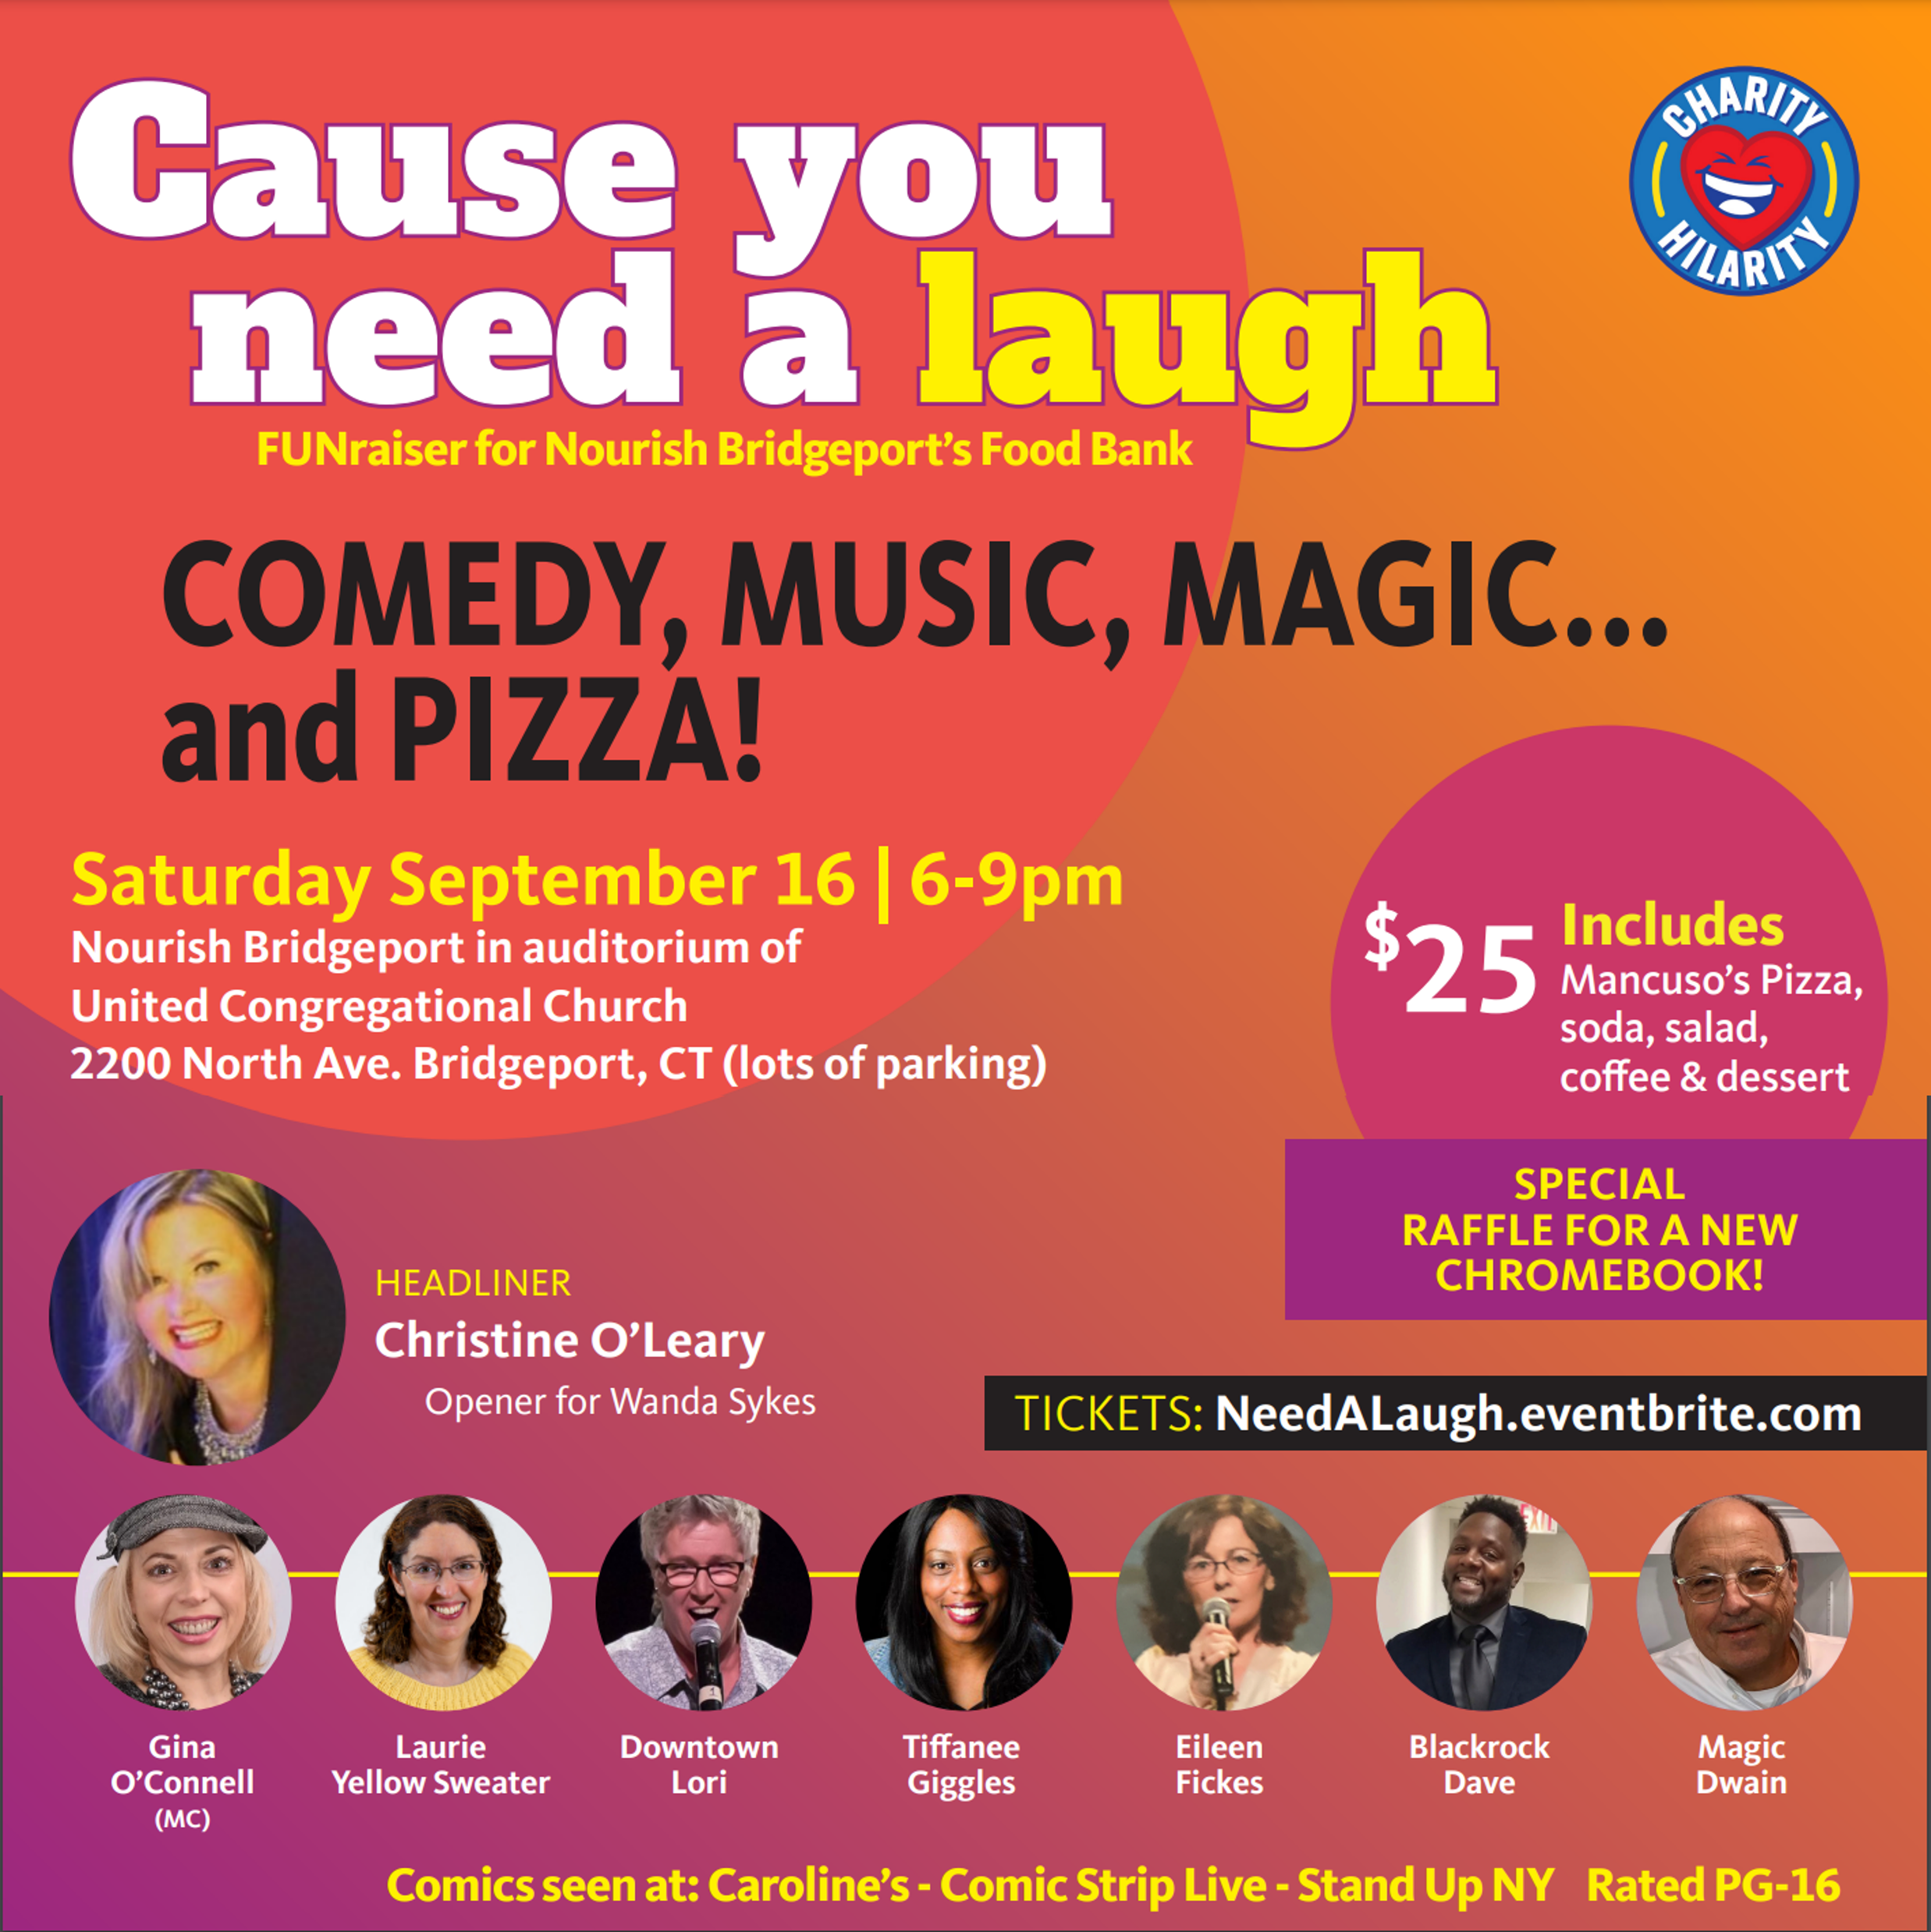 Cause you
need a laugh
CHARITY
HILARITY
FUNraiser for Nourish Bridgeport’s Food Bank
COMEDY, MUSIC, MAGIC...
and PIZZA!
Saturday September 16 | 6-9pm
Nourish Bridgeport in auditorium of
United Congregational Church
2200 North Ave. Bridgeport, CT (lots of parking)
$25
Includes
Mancuso’s Pizza,
soda, salad,
coffee & dessert
SPECIAL
RAFFLE FOR A NEW
CHROMEBOOK!
HEADLINER
Christine O’Leary
Opener for Wanda Sykes
TICKETS: NeedALaugh.eventbrite.com
EXIT
Gina
O’Connell
(MC)
Laurie
Yellow Sweater
Downtown
Lori
Tiffanee
Giggles
Eileen
Fickes
Blackrock
Dave
Magic
Dwain
Comics seen at: Caroline’s - Comic Strip Live - Stand Up NY Rated PG-16